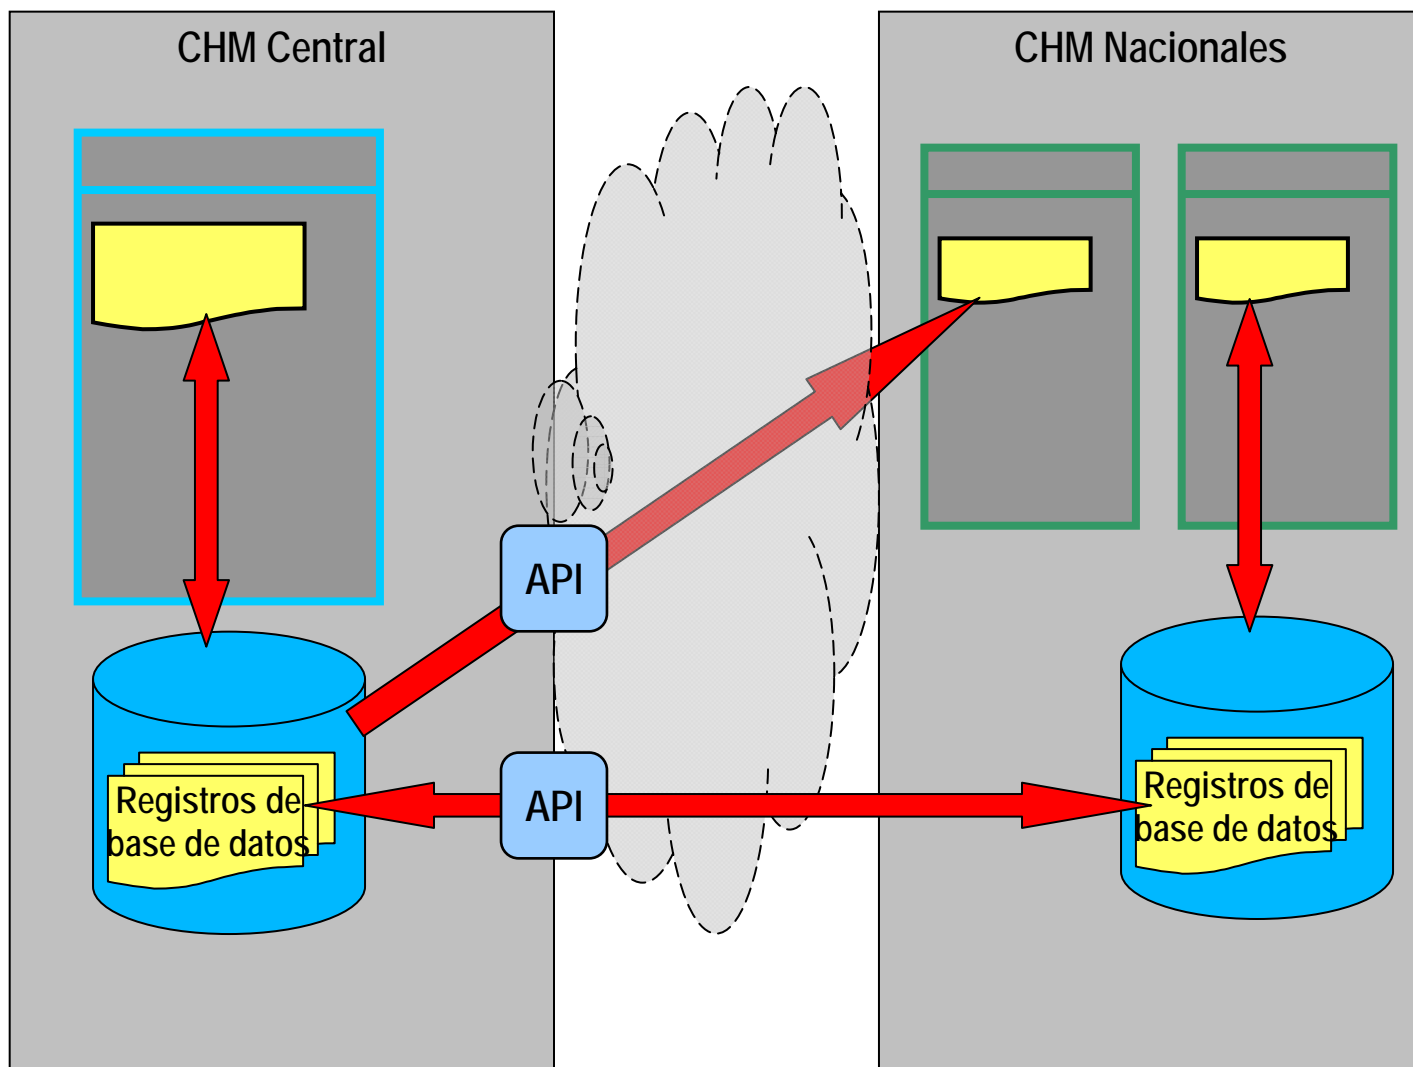 CHM Central
CHM Nacionales
API
API
Registros de
base de datos
Registros de
base de datos